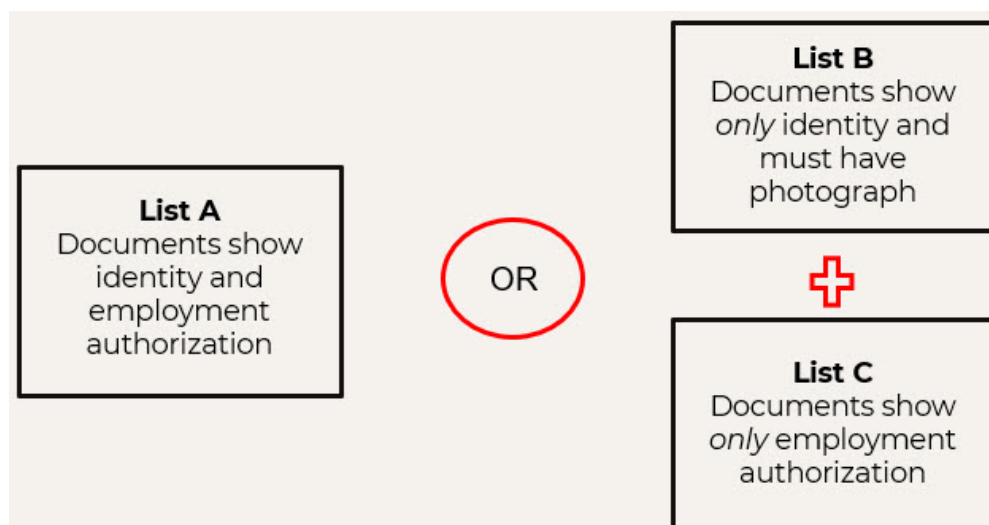 List A
Documents show
identity and
employment
authorization
OR
List B
Documents show
only identity and
must have
photograph
List C
Documents show
only employment
authorization